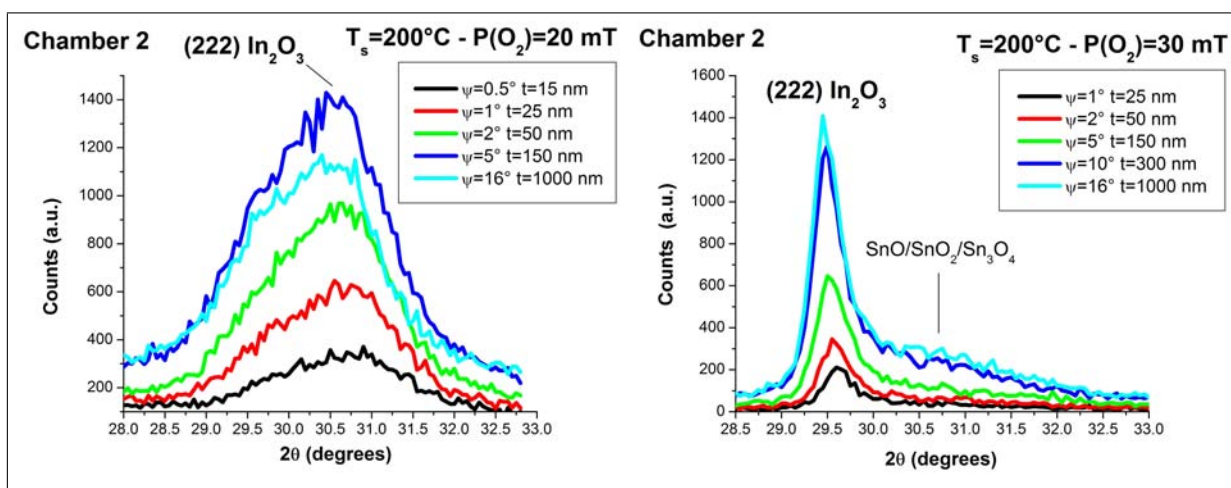 Chamber 2
(222) In₂O₃
Tₛ=200°C - P(O₂)=20 mT
ψ=0.5° t=15 nm
ψ=1° t=25 nm
ψ=2° t=50 nm
ψ=5° t=150 nm
ψ=16° t=1000 nm
Counts (a.u.)
1400
1200
1000
800
600
400
200
28.0 28.5 29.0 29.5 30.0 30.5 31.0 31.5 32.0 32.5 33.0
2θ (degrees)
Chamber 2
Tₛ=200°C - P(O₂)=30 mT
(222) In₂O₃
ψ=1° t=25 nm
ψ=2° t=50 nm
ψ=5° t=150 nm
ψ=10° t=300 nm
ψ=16° t=1000 nm
SnO/SnO₂/Sn₃O₄
Counts (a.u.)
1600
1400
1200
1000
800
600
400
200
0
28.5 29.0 29.5 30.0 30.5 31.0 31.5 32.0 32.5 33.0
2θ (degrees)